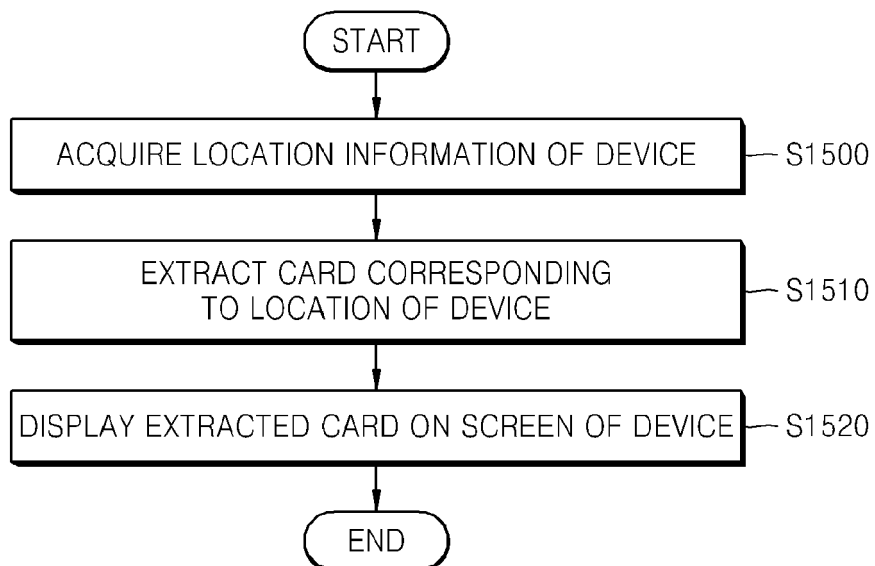 START
ACQUIRE LOCATION INFORMATION OF DEVICE
S1500
EXTRACT CARD CORRESPONDING
TO LOCATION OF DEVICE
S1510
DISPLAY EXTRACTED CARD ON SCREEN OF DEVICE
S1520
END